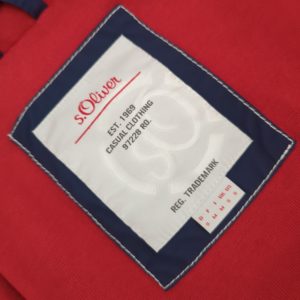 s.Oliver
EST. 1969
CASUAL CLOTHING
97228 RO.
REG. TRADEMARK